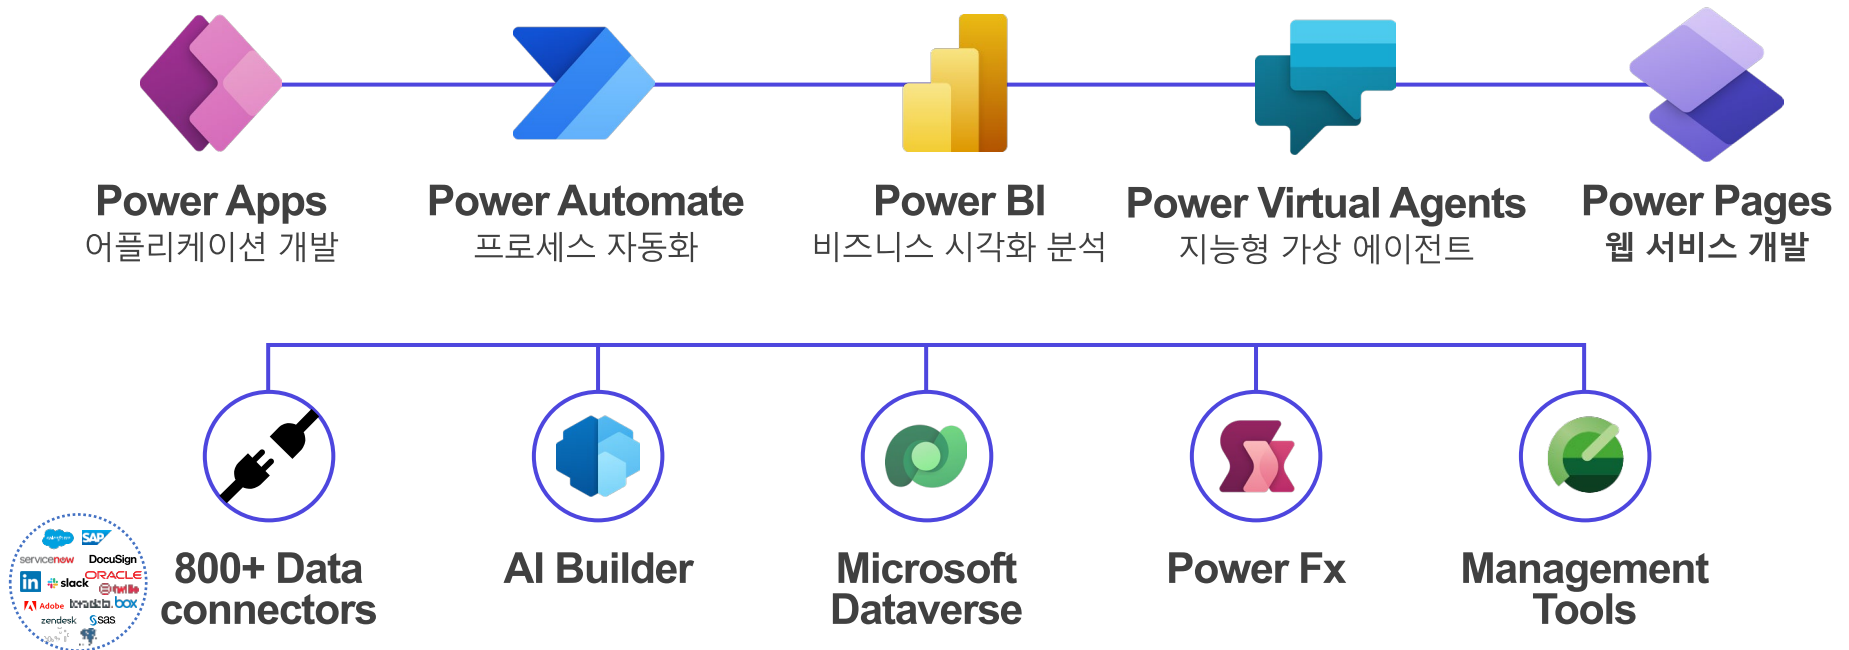 Power Apps
어플리케이션 개발
Power Automate
프로세스 자동화
Power BI
비즈니스 시각화 분석
Power Virtual Agents
지능형 가상 에이전트
Power Pages
웹 서비스 개발
salesforce
SAP
servicenow
DocuSign
in
slack
ORACLE
twilio
Adobe
teradata.
box
zendesk
sas
800+ Data
connectors
AI Builder
Microsoft
Dataverse
Power Fx
Management
Tools